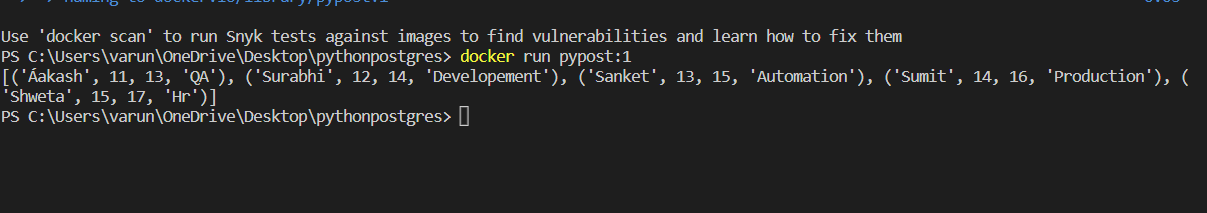 Use 'docker scan' to run Snyk tests against images to find vulnerabilities and learn how to fix them
PS C:\Users\varun\OneDrive\Desktop\pythonpostgres> docker run pypost:1
[('Áakash', 11, 13, 'QA'), ('Surabhi', 12, 14, 'Developement'), ('Sanket', 13, 15, 'Automation'), ('Sumit', 14, 16, 'Production'), (
'Shweta', 15, 17, 'Hr')]
PS C:\Users\varun\OneDrive\Desktop\pythonpostgres>